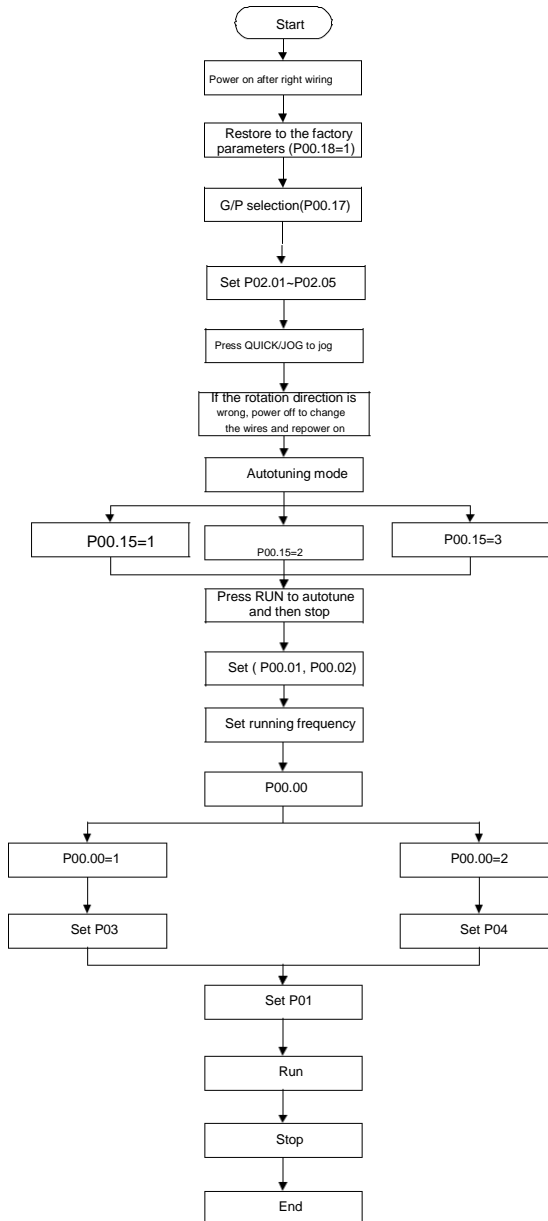 Start
Power on after right wiring
Restore to the factory
parameters (P00.18=1)
G/P selection(P00.17)
Set P02.01~P02.05
Press QUICK/JOG to jog
If the rotation direction is
wrong, power off to change
the wires and repower on
Autotuning mode
P00.15=1
P00.15=2
P00.15=3
Press RUN to autotune
and then stop
Set ( P00.01, P00.02)
Set running frequency
P00.00
P00.00=1
P00.00=2
Set P03
Set P04
Set P01
Run
Stop
End